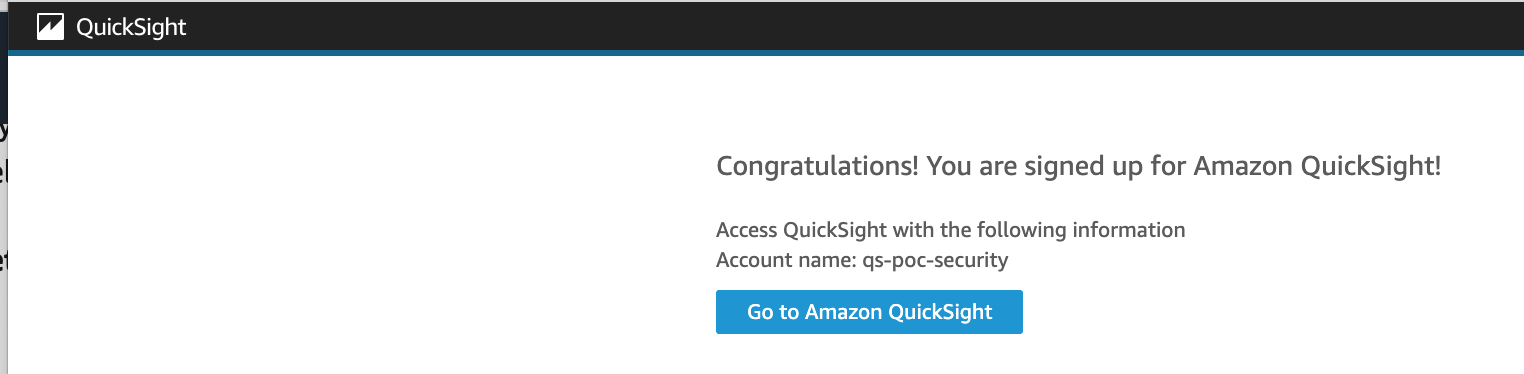 QuickSight
Congratulations! You are signed up for Amazon QuickSight!
Access QuickSight with the following information
Account name: qs-poc-security
Go to Amazon QuickSight